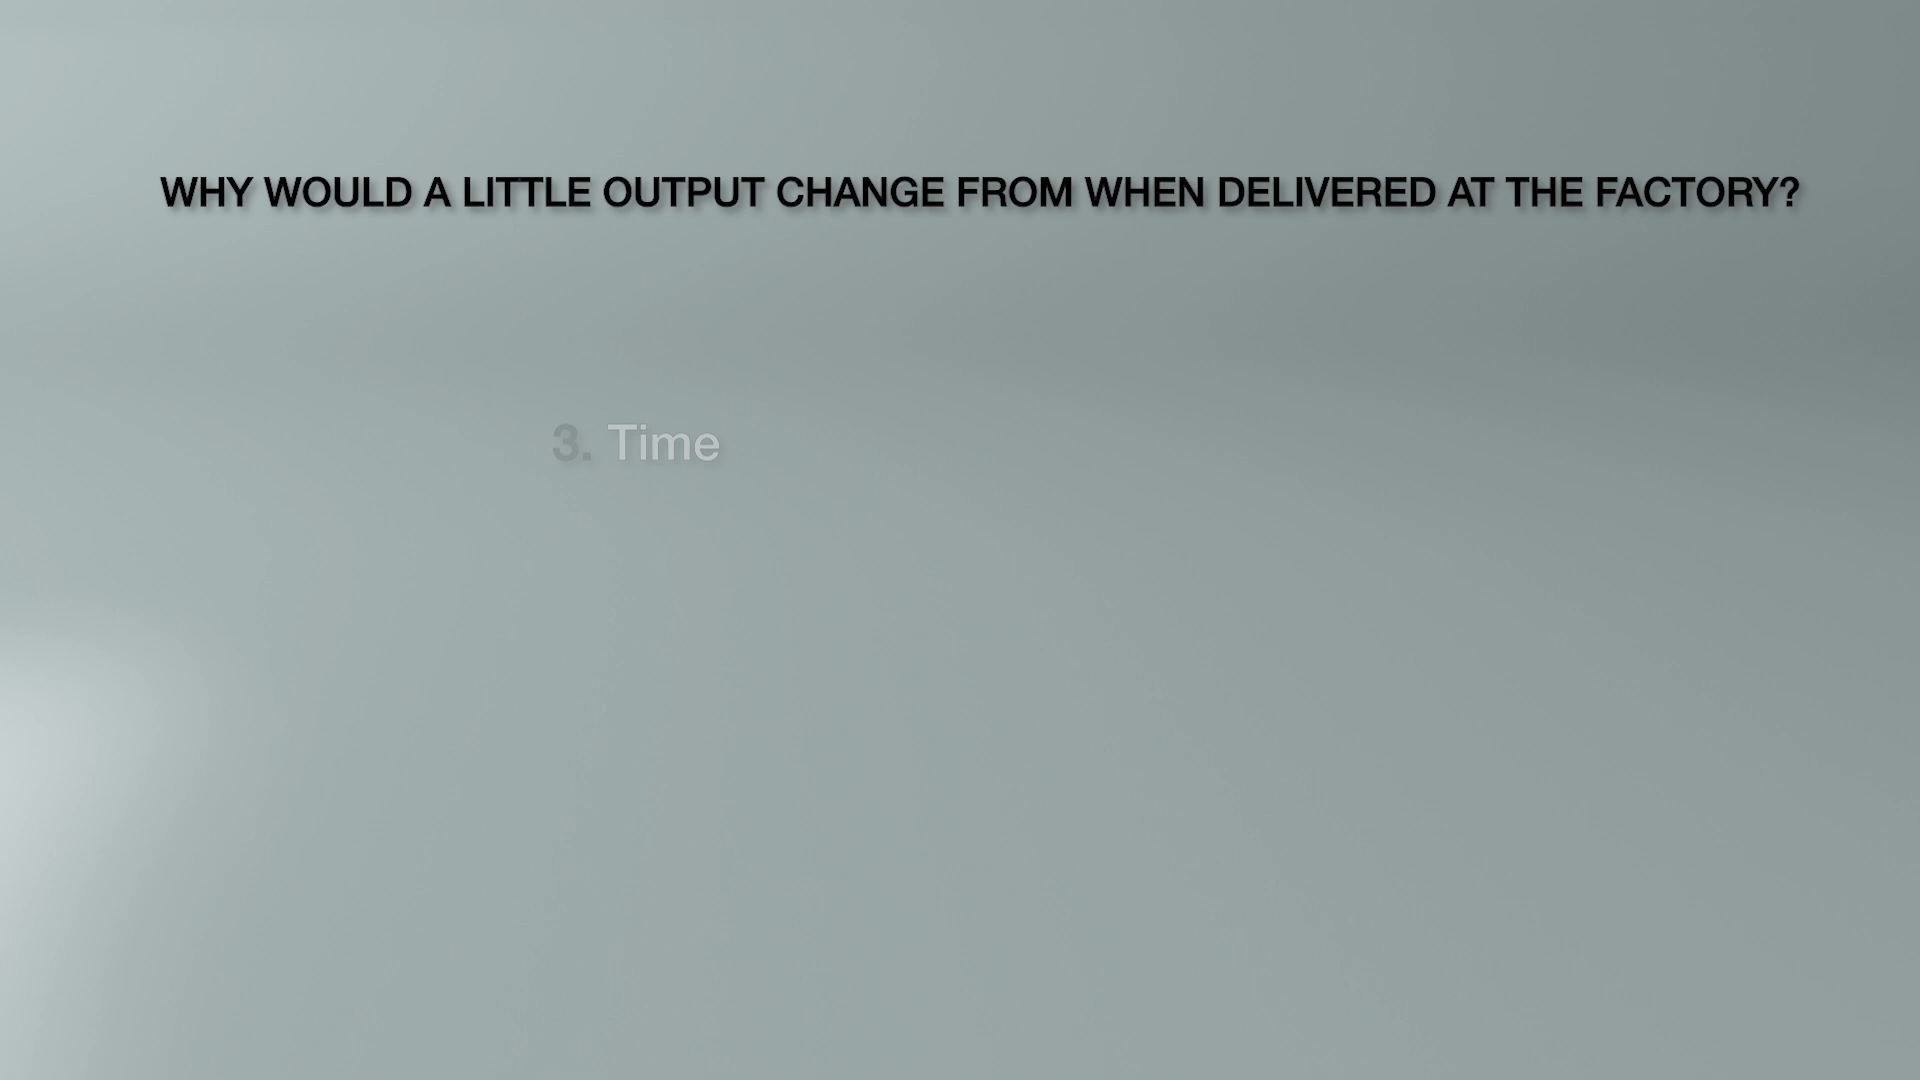 WHY WOULD A LITTLE OUTPUT CHANGE FROM WHEN DELIVERED AT THE FACTORY?
3. Time